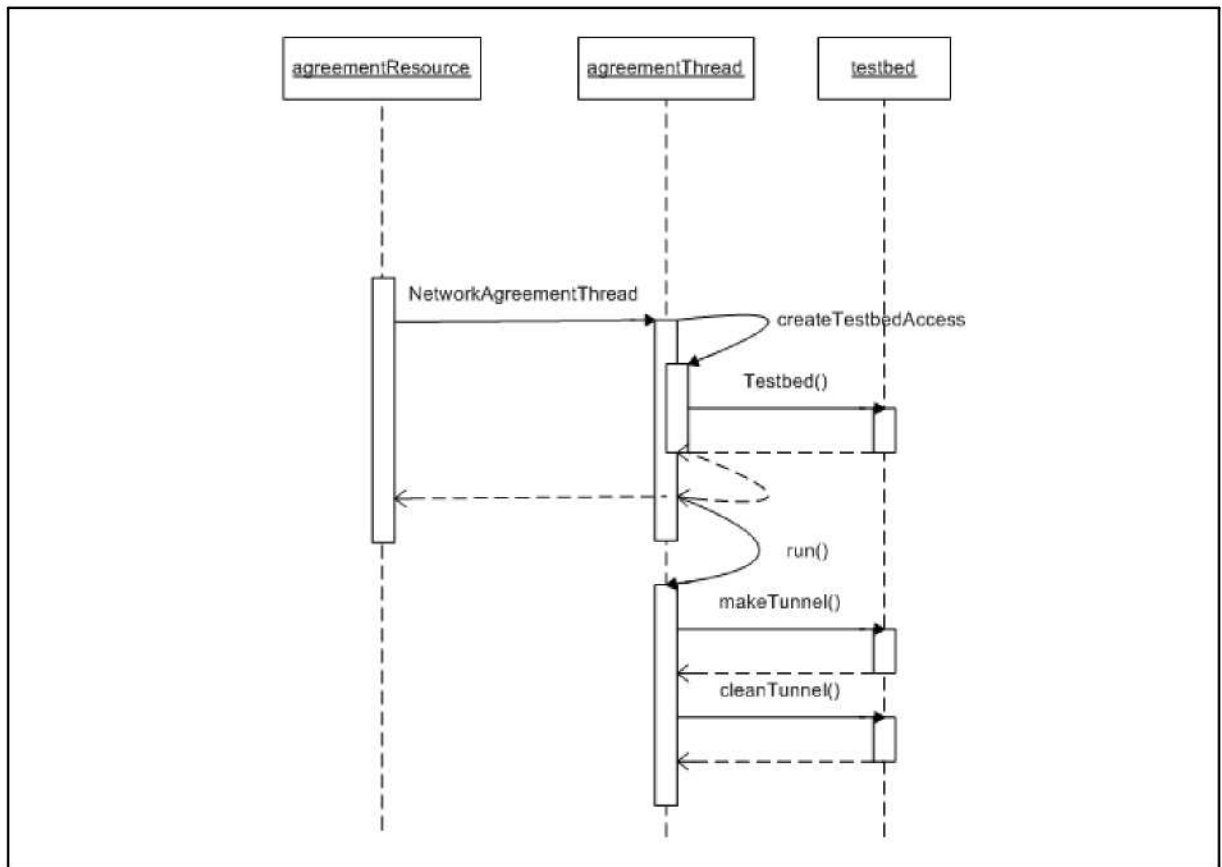 agreementResource
agreementThread
testbed
NetworkAgreementThread
createTestbedAccess
Testbed()
run()
makeTunnel()
cleanTunnel()